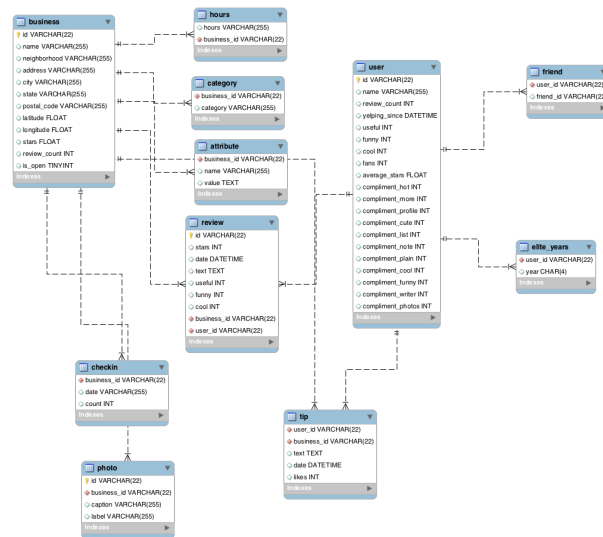 business
id VARCHAR(22)
name VARCHAR(255)
neighborhood VARCHAR(255)
address VARCHAR(255)
city VARCHAR(255)
state VARCHAR(255)
postal_code VARCHAR(255)
latitude FLOAT
longitude FLOAT
stars FLOAT
review_count INT
is_open TINYINT
Indexes
hours
hours VARCHAR(255)
business_id VARCHAR(22)
Indexes
category
business_id VARCHAR(22)
category VARCHAR(255)
Indexes
attribute
business_id VARCHAR(22)
name VARCHAR(255)
value TEXT
Indexes
review
id VARCHAR(22)
stars INT
date DATETIME
text TEXT
useful INT
funny INT
cool INT
business_id VARCHAR(22)
user_id VARCHAR(22)
Indexes
user
id VARCHAR(22)
name VARCHAR(255)
review_count INT
yelping_since DATETIME
useful INT
funny INT
cool INT
fans INT
average_stars FLOAT
compliment_hot INT
compliment_more INT
compliment_profile INT
compliment_cute INT
compliment_list INT
compliment_note INT
compliment_plain INT
compliment_cool INT
compliment_funny INT
compliment_writer INT
compliment_photos INT
Indexes
friend
user_id VARCHAR(22)
friend_id VARCHAR(22)
Indexes
elite_years
user_id VARCHAR(22)
year CHAR(4)
Indexes
checkin
business_id VARCHAR(22)
date VARCHAR(255)
count INT
Indexes
photo
id VARCHAR(22)
business_id VARCHAR(22)
caption VARCHAR(255)
label VARCHAR(255)
Indexes
tip
user_id VARCHAR(22)
business_id VARCHAR(22)
text TEXT
date DATETIME
likes INT
Indexes